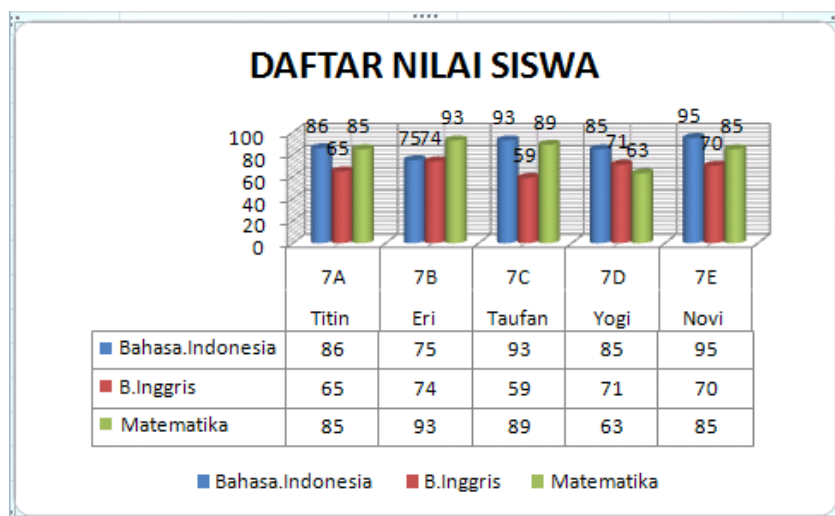 DAFTAR NILAI SISWA
86 65 85 75 74 93 93 59 89 85 71 63 95 70 85
100
80
60
40
20
0
7A 7B 7C 7D 7E
Titin Eri Taufan Yogi Novi
Bahasa.Indonesia 86 75 93 85 95
B.Inggris 65 74 59 71 70
Matematika 85 93 89 63 85
Bahasa.Indonesia B.Inggris Matematika